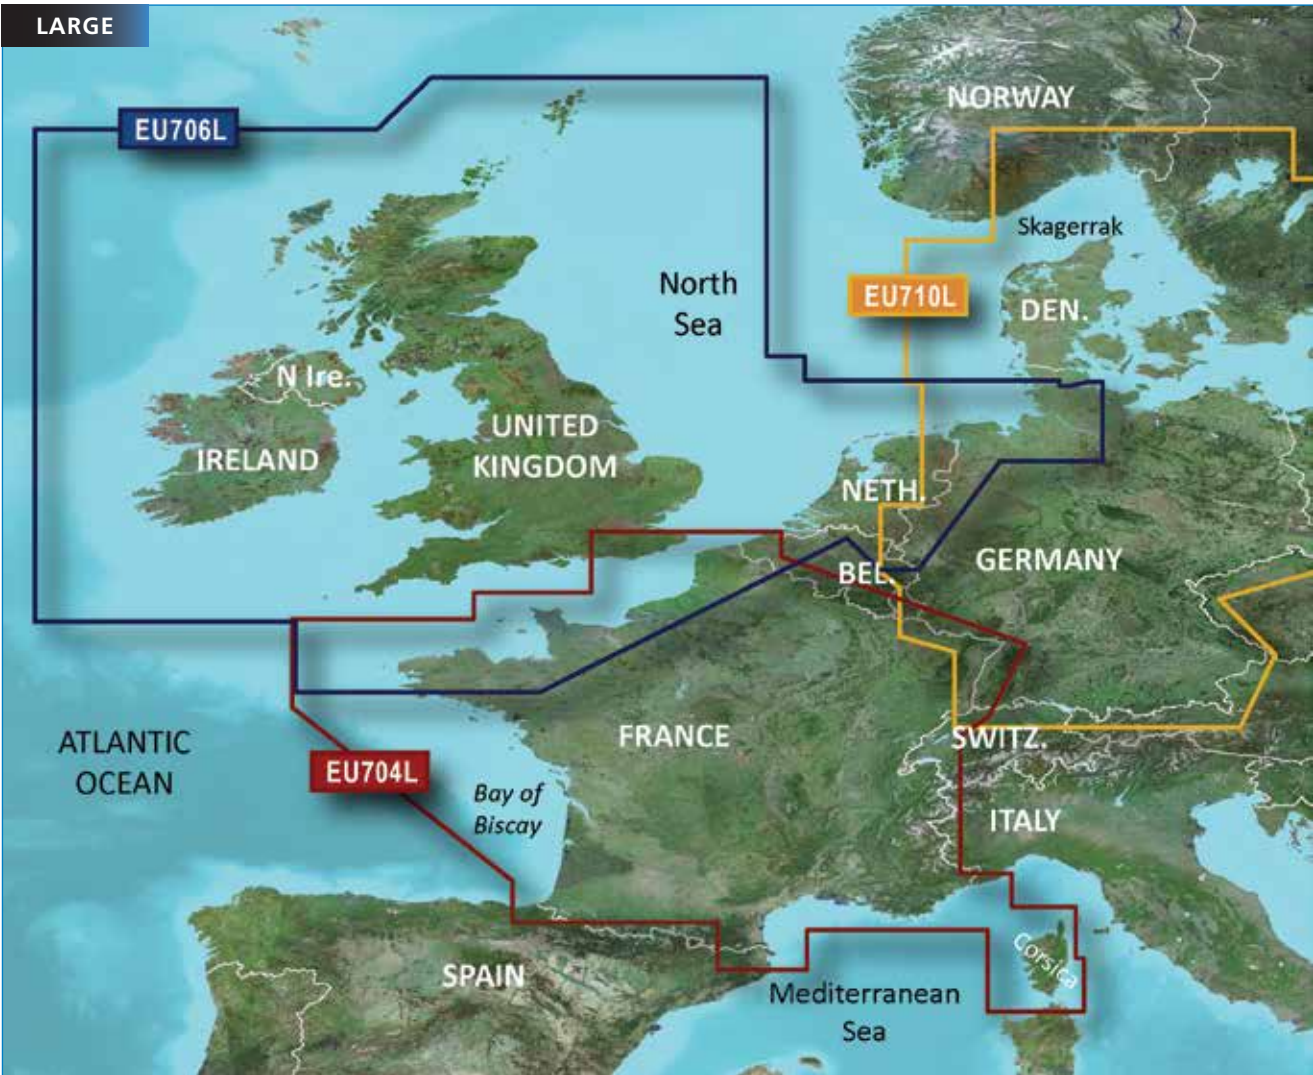 LARGE
NORWAY
EU706L
Skagerrak
North
Sea
EU710L
DEN.
N Ire.
UNITED
KINGDOM
IRELAND
NETH.
GERMANY
BEL.
FRANCE
SWITZ.
ATLANTIC
OCEAN
EU704L
Bay of
Biscay
ITALY
SPAIN
Corsica
Mediterranean
Sea